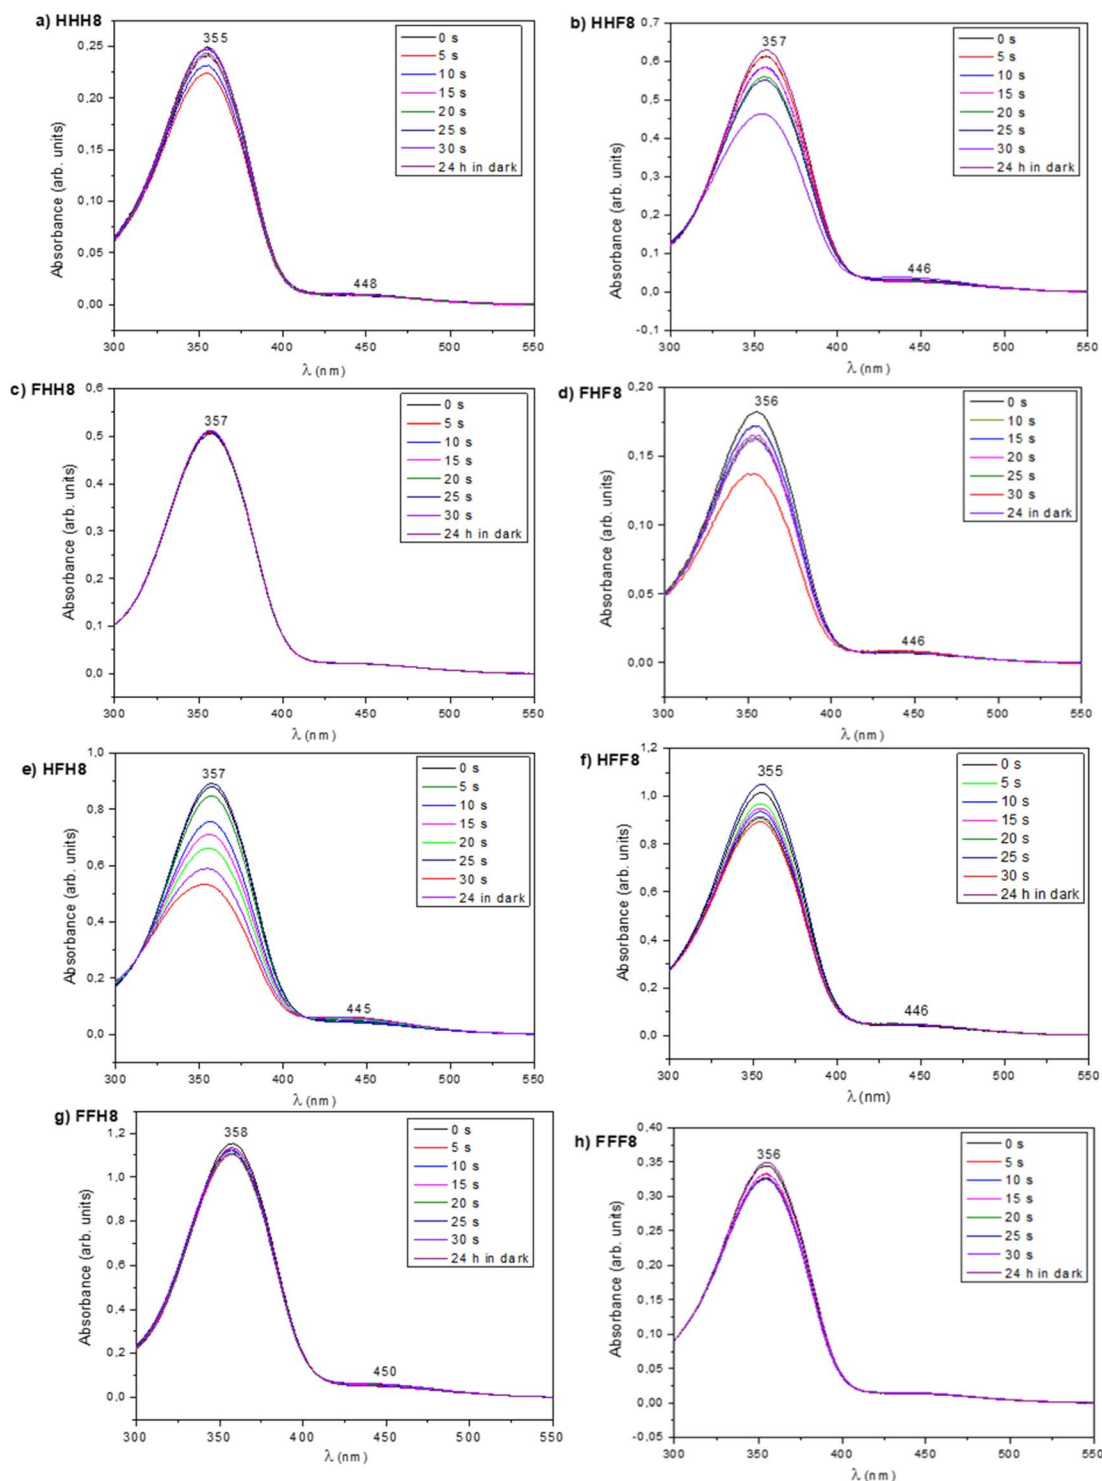 a) HHH8
355
0 s
5 s
10 s
15 s
20 s
25 s
30 s
24 h in dark
0,25
0,20
0,15
0,10
0,05
0,00
448
Absorbance (arb. units)
300 350 400 450 500 550
λ (nm)
b) HHF8
357
0 s
5 s
10 s
15 s
20 s
25 s
30 s
24 h in dark
0,7
0,6
0,5
0,4
0,3
0,2
0,1
0,0
-0,1
446
Absorbance (arb. units)
300 350 400 450 500 550
λ (nm)
c) FHH8
357
0 s
5 s
10 s
15 s
20 s
25 s
30 s
24 h in dark
0,6
0,5
0,4
0,3
0,2
0,1
0,0
Absorbance (arb. units)
300 350 400 450 500 550
λ (nm)
d) FHF8
356
0 s
10 s
15 s
20 s
25 s
30 s
24 in dark
0,20
0,15
0,10
0,05
0,00
446
Absorbance (arb. units)
300 350 400 450 500 550
λ (nm)
e) HFH8
357
0 s
5 s
10 s
15 s
20 s
25 s
30 s
24 in dark
1,0
0,8
0,6
0,4
0,2
0,0
445
Absorbance (arb. units)
300 350 400 450 500 550
λ (nm)
f) HFF8
355
0 s
5 s
10 s
15 s
20 s
25 s
30 s
24 h in dark
1,2
1,0
0,8
0,6
0,4
0,2
0,0
446
Absorbance (arb. units)
300 350 400 450 500 550
λ (nm)
g) FFH8
358
0 s
5 s
10 s
15 s
20 s
25 s
30 s
24 h in dark
1,2
1,0
0,8
0,6
0,4
0,2
0,0
450
Absorbance (arb. units)
300 350 400 450 500 550
λ (nm)
h) FFF8
356
0 s
5 s
10 s
15 s
20 s
25 s
30 s
24 h in dark
0,40
0,35
0,30
0,25
0,20
0,15
0,10
0,05
0,00
-0,05
Absorbance (arb. units)
300 350 400 450 500 550
λ (nm)